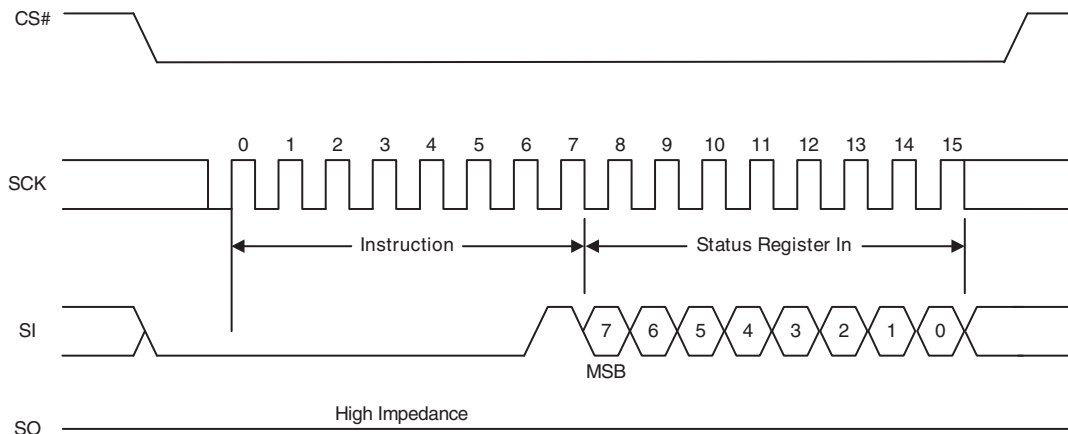 CS#
0 1 2 3 4 5 6 7 8 9 10 11 12 13 14 15
SCK
Instruction Status Register In
SI 7 6 5 4 3 2 1 0
MSB
High Impedance
SO